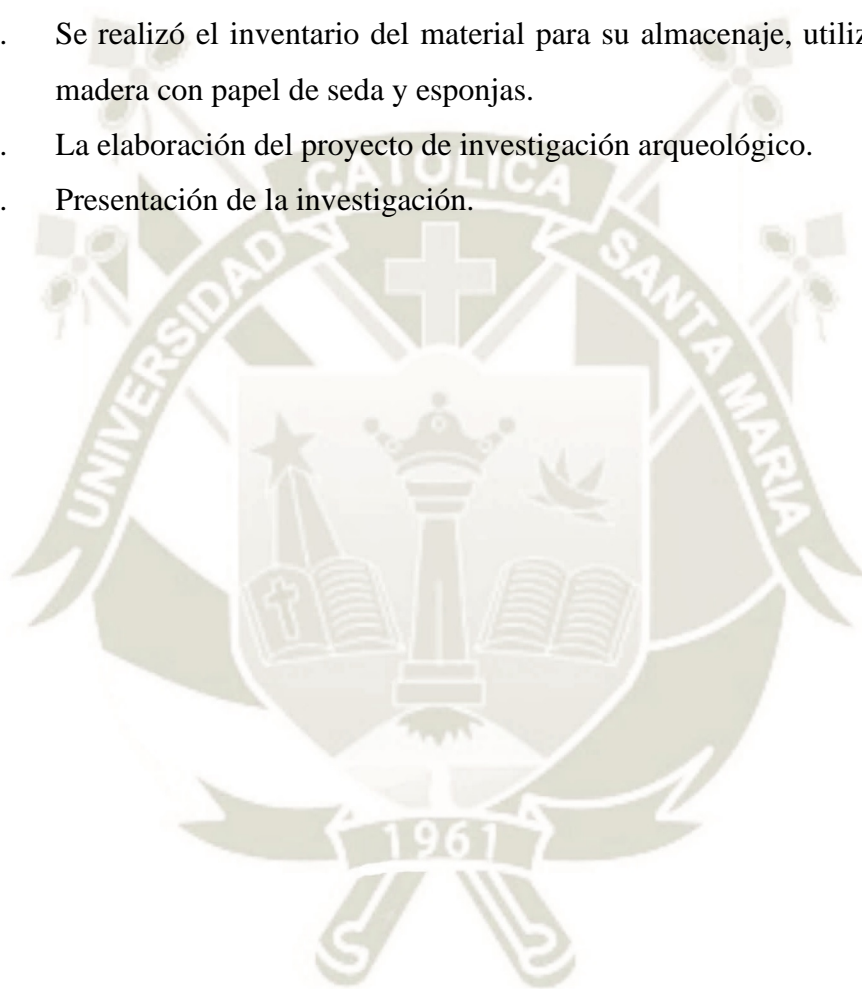 . Se realizó el inventario del material para su almacenaje,
madera con papel de seda y esponjas.
. La elaboración del proyecto de investigación arqueológico.
. Presentación de la investigación.
UNIVERSIDAD CATOLICA SANTA MARIA
1961